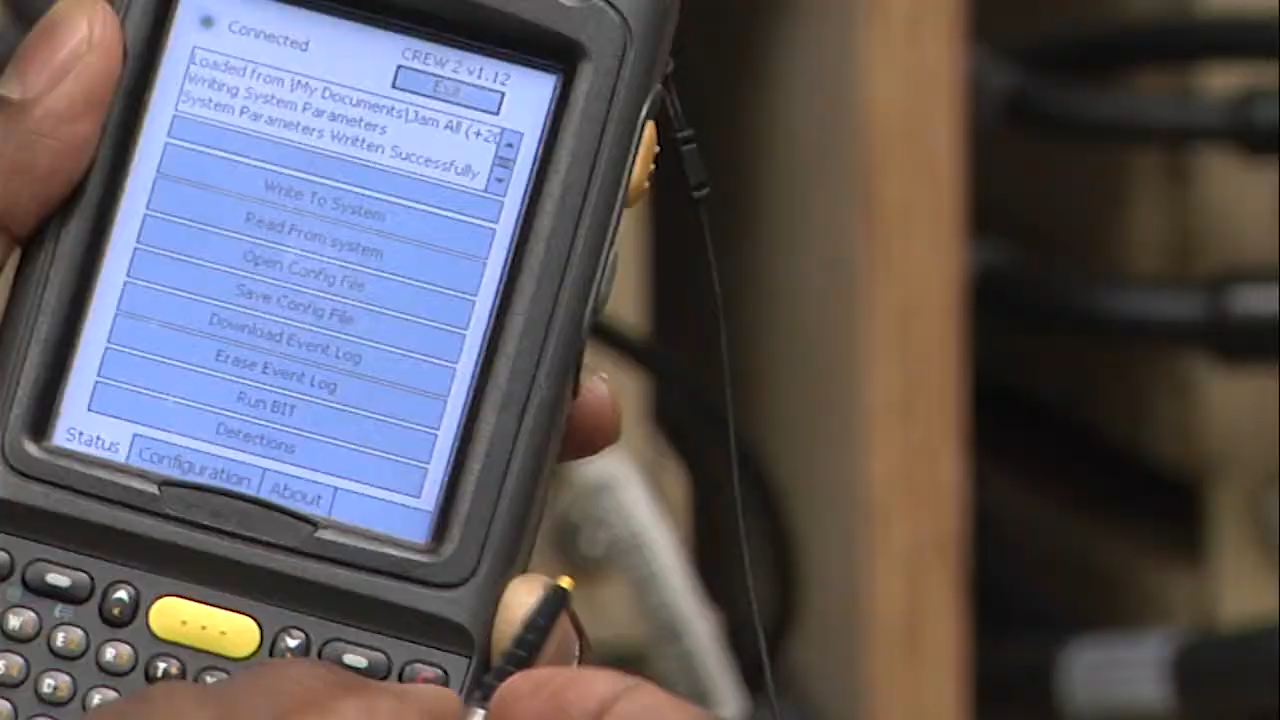 Connected
CREW 2 v1.12
Exit
Loaded from \My Documents\Jam All (+20
Writing System Parameters
System Parameters Written Successfully
Write To System
Read From system
Open Config File
Save Config File
Download Event Log
Erase Event Log
Run BIT
Detections
Status
Configuration
About
W
E
R
T
S
D